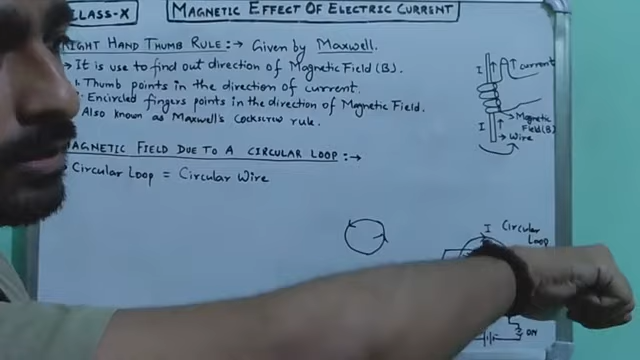 CLASS-X
MAGNETIC EFFECT OF ELECTRIC CURRENT
RIGHT HAND THUMB RULE:→ Given by Maxwell.
→ It is use to find out direction of Magnetic Field (B).
Thumb points in the direction of current.
Encircled fingers points in the direction of Magnetic Field.
Also known as Maxwell's Cockscrew rule.
I ↑ current
I
→ Magnetic
Field(B)
→ Wire
MAGNETIC FIELD DUE TO A CIRCULAR LOOP :→
Circular Loop = Circular Wire
I Circular
Loop
ON